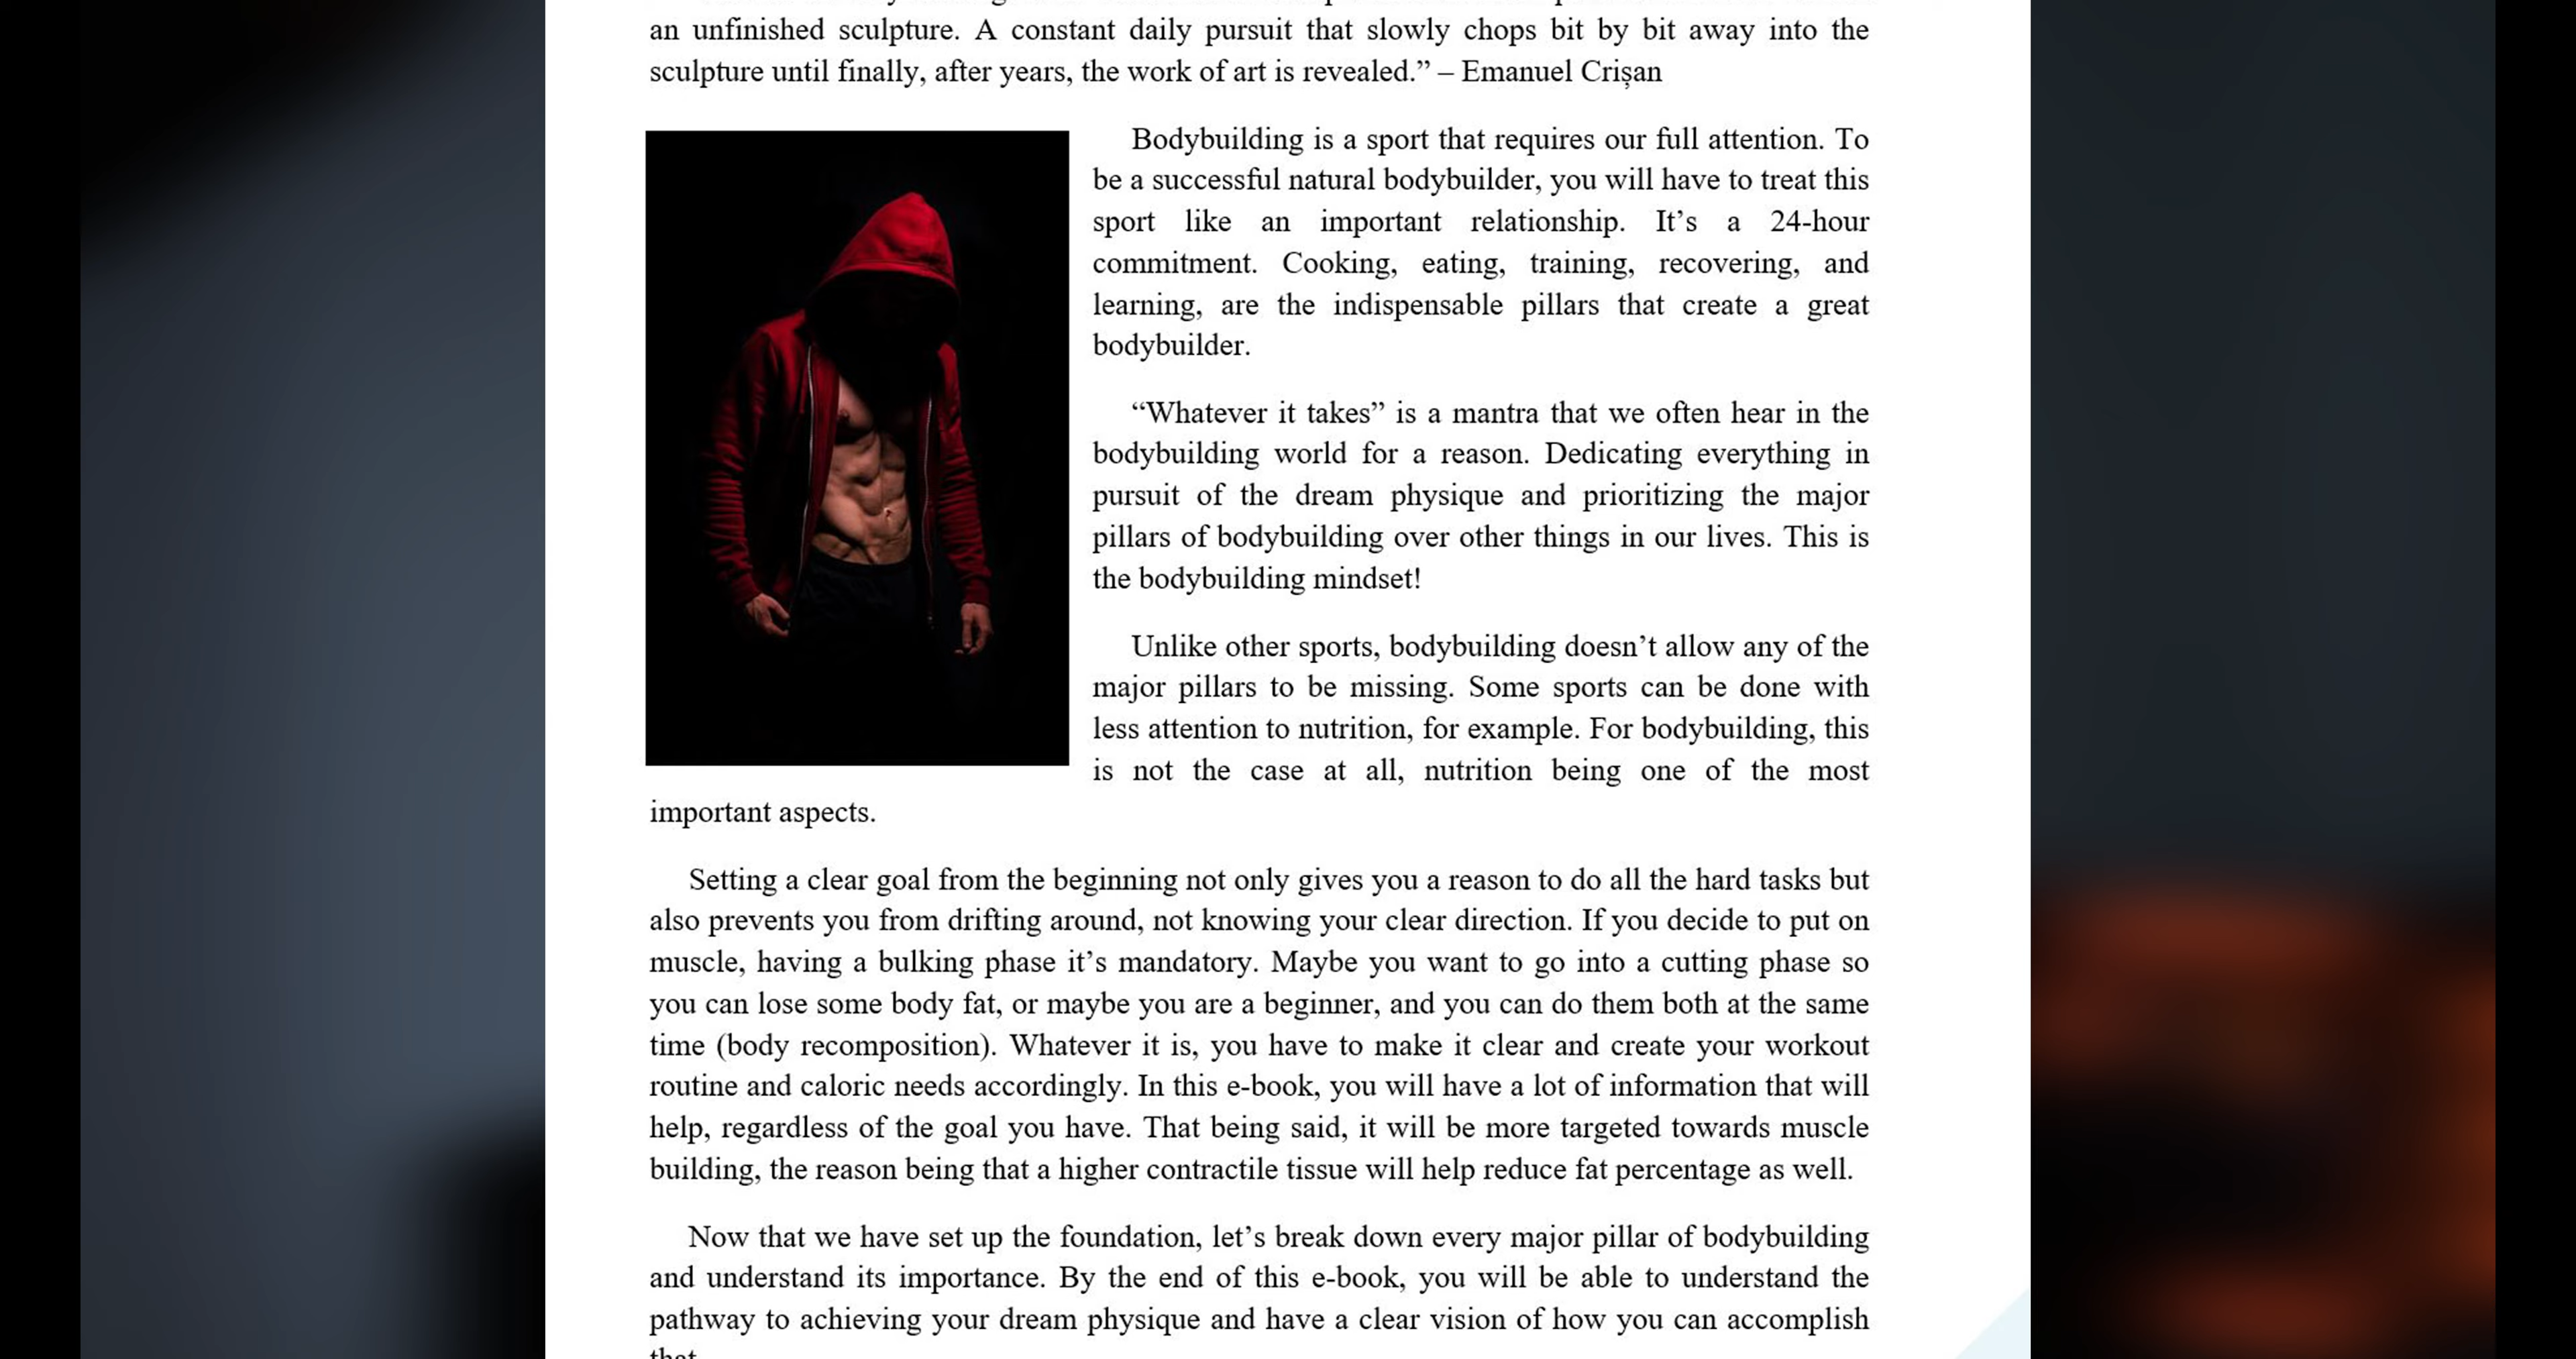 an unfinished sculpture. A constant daily pursuit that slowly chops bit by bit away into the
sculpture until finally, after years, the work of art is revealed.” – Emanuel Crișan
Bodybuilding is a sport that requires our full attention. To
be a successful natural bodybuilder, you will have to treat this
sport like an important relationship. It’s a 24-hour
commitment. Cooking, eating, training, recovering, and
learning, are the indispensable pillars that create a great
bodybuilder.
“Whatever it takes” is a mantra that we often hear in the
bodybuilding world for a reason. Dedicating everything in
pursuit of the dream physique and prioritizing the major
pillars of bodybuilding over other things in our lives. This is
the bodybuilding mindset!
Unlike other sports, bodybuilding doesn’t allow any of the
major pillars to be missing. Some sports can be done with
less attention to nutrition, for example. For bodybuilding, this
is not the case at all, nutrition being one of the most
important aspects.
Setting a clear goal from the beginning not only gives you a reason to do all the hard tasks but
also prevents you from drifting around, not knowing your clear direction. If you decide to put on
muscle, having a bulking phase it’s mandatory. Maybe you want to go into a cutting phase so
you can lose some body fat, or maybe you are a beginner, and you can do them both at the same
time (body recomposition). Whatever it is, you have to make it clear and create your workout
routine and caloric needs accordingly. In this e-book, you will have a lot of information that will
help, regardless of the goal you have. That being said, it will be more targeted towards muscle
building, the reason being that a higher contractile tissue will help reduce fat percentage as well.
Now that we have set up the foundation, let’s break down every major pillar of bodybuilding
and understand its importance. By the end of this e-book, you will be able to understand the
pathway to achieving your dream physique and have a clear vision of how you can accomplish